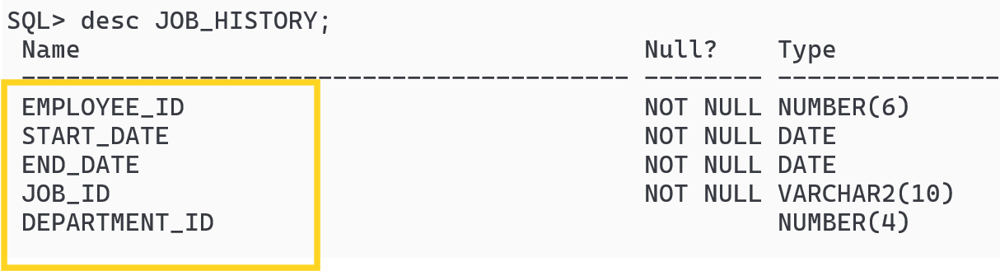 SQL> desc JOB_HISTORY;
Name Null? Type
----------------------------------------- -------- ---------------
EMPLOYEE_ID NOT NULL NUMBER(6)
START_DATE NOT NULL DATE
END_DATE NOT NULL DATE
JOB_ID NOT NULL VARCHAR2(10)
DEPARTMENT_ID NUMBER(4)